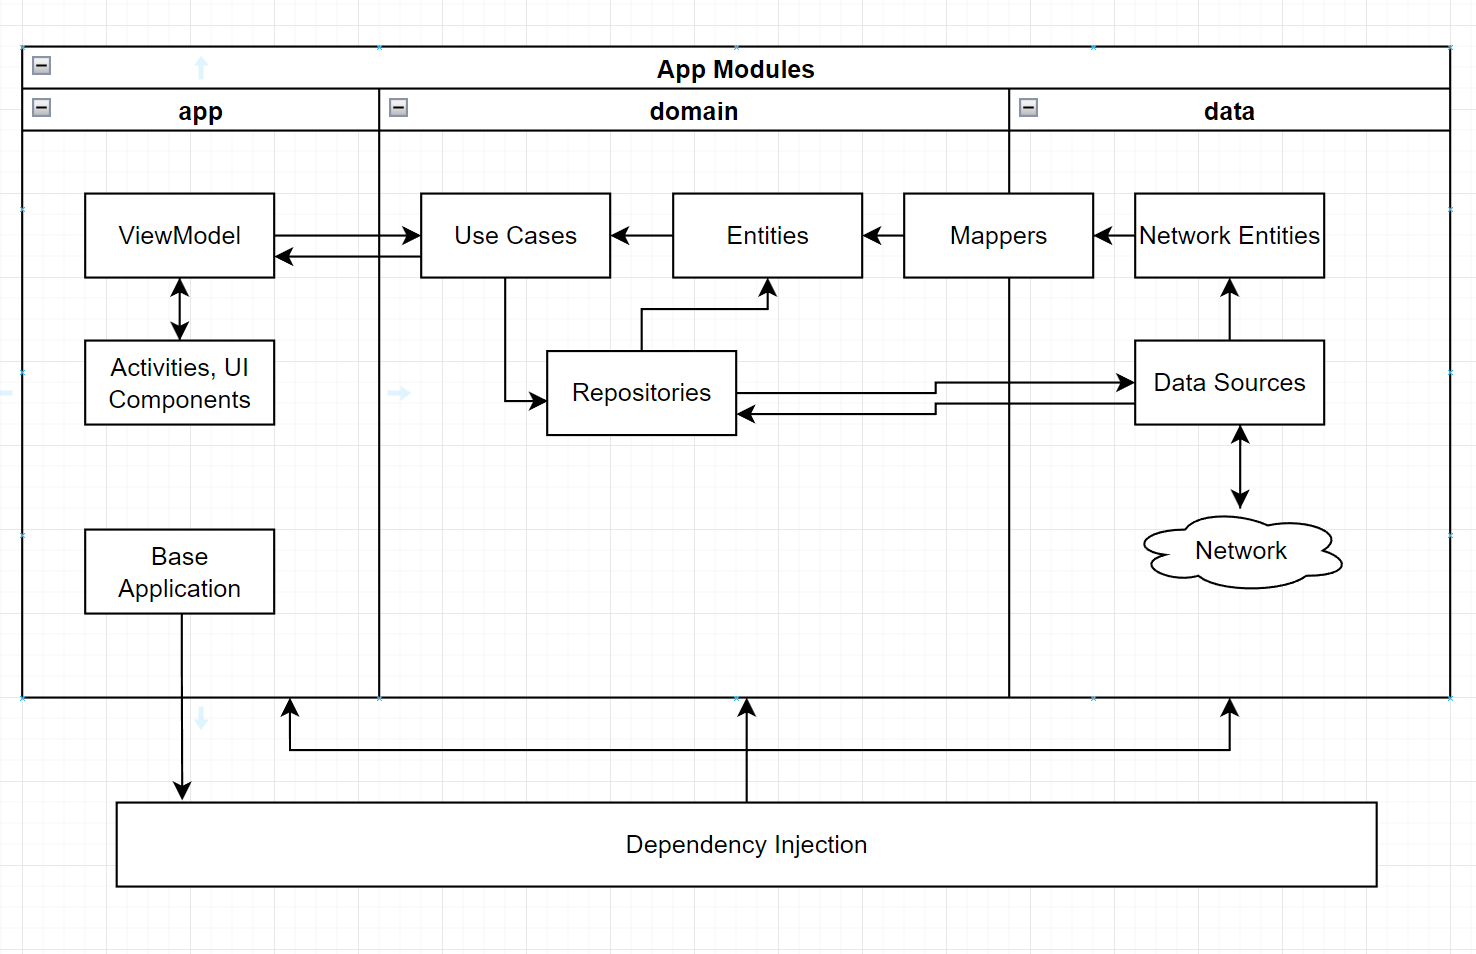 App Modules
app
domain
data
ViewModel
Use Cases
Entities
Mappers
Network Entities
Activities, UI
Components
Repositories
Data Sources
Base
Application
Network
Dependency Injection